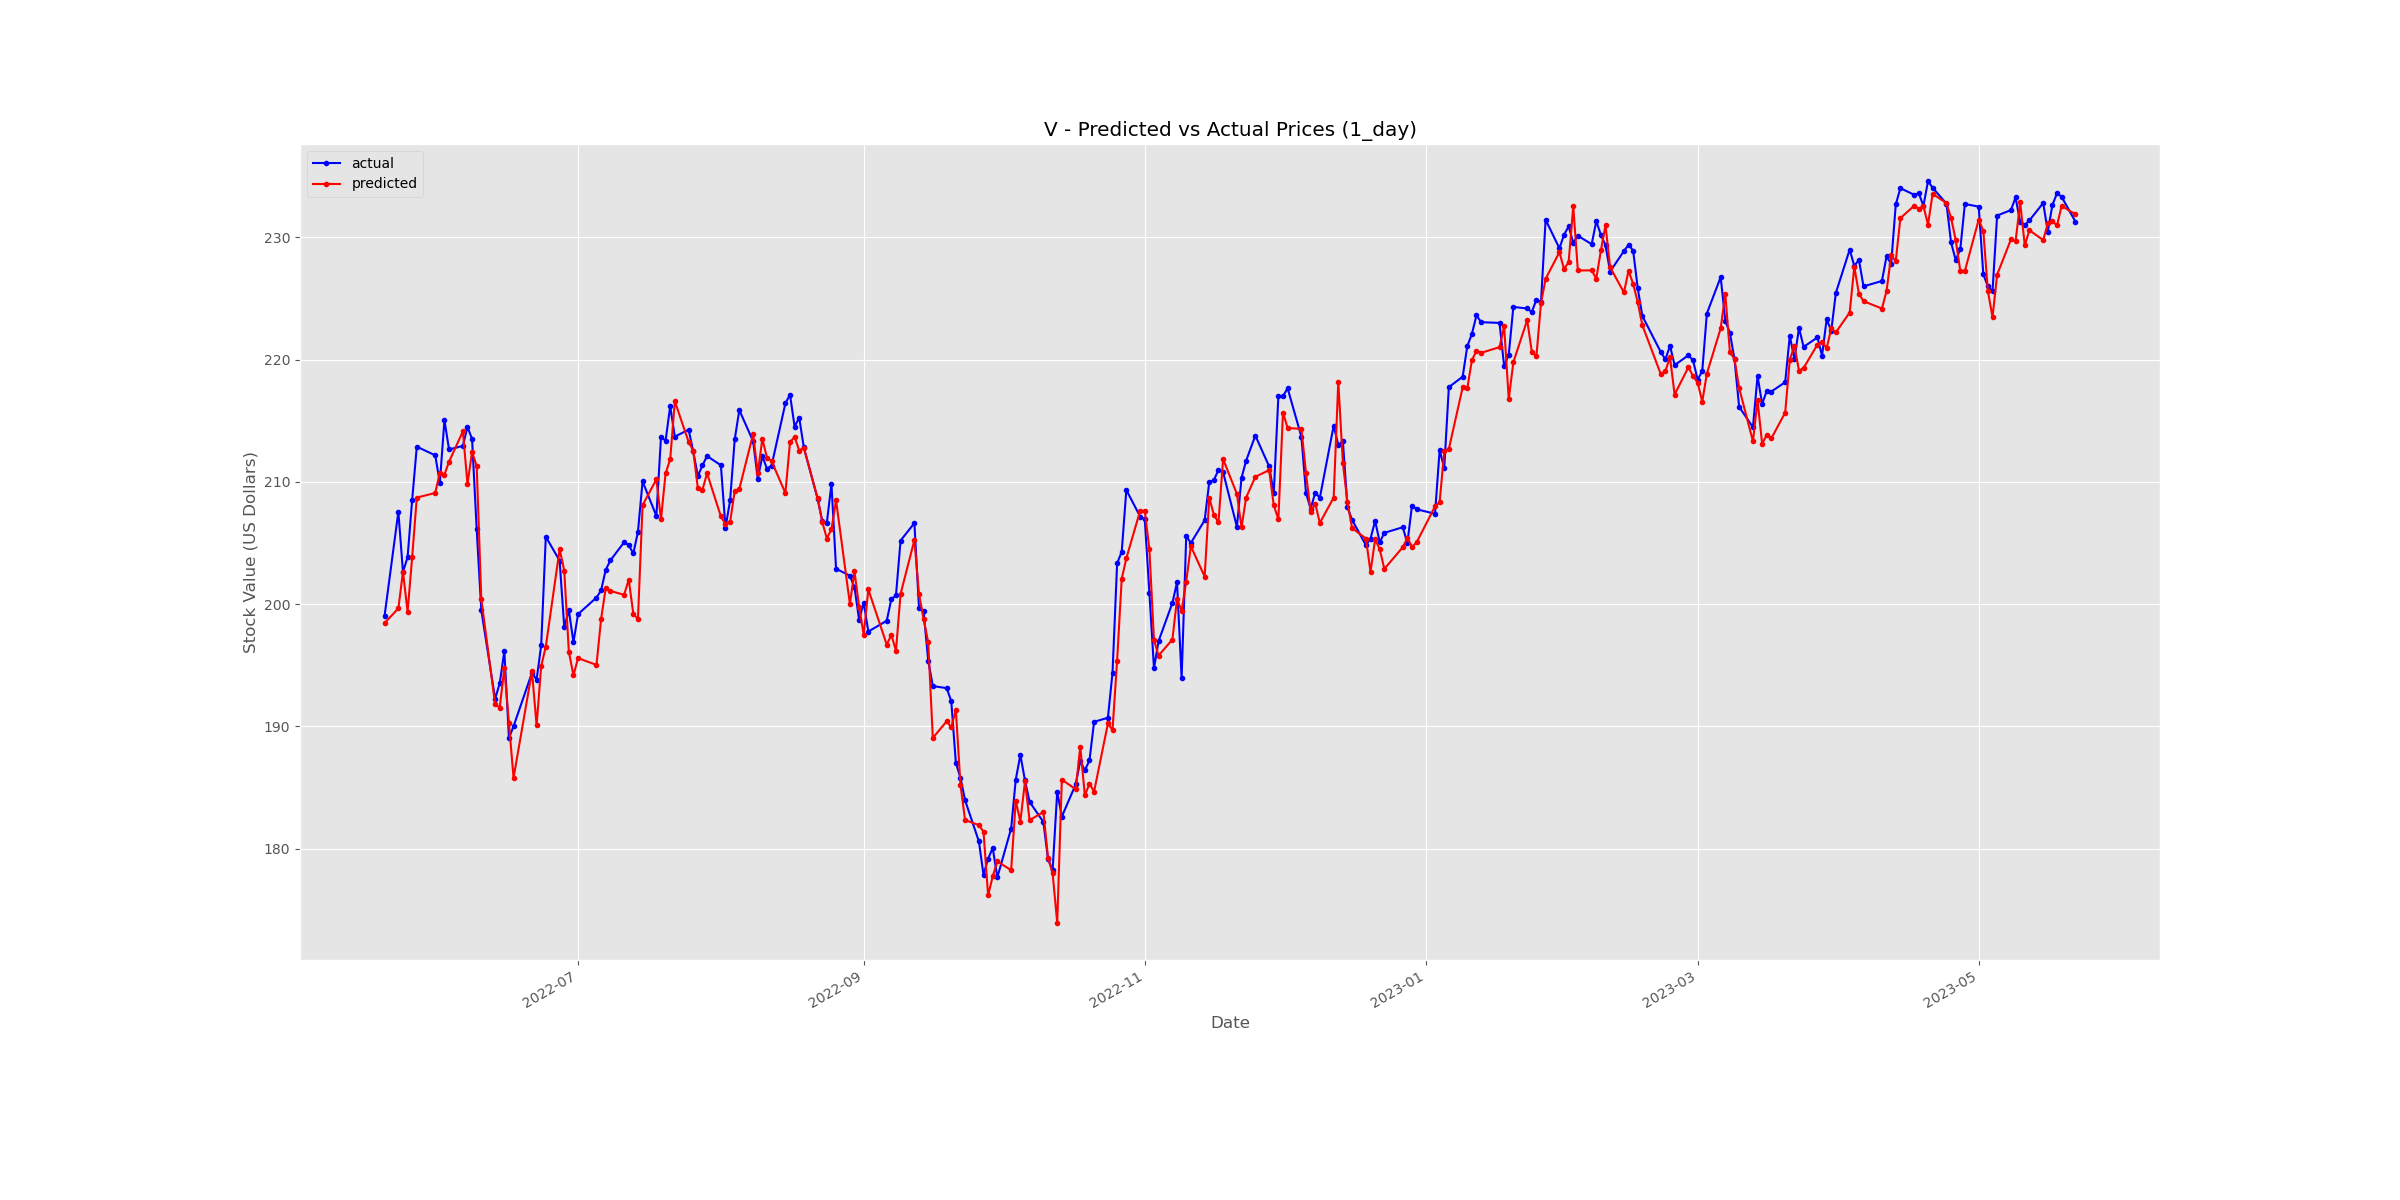 V - Predicted vs Actual Prices (1_day)
actual
predicted
230
220
210
200
190
180
Stock Value (US Dollars)
2022-07
2022-09
2022-11
2023-01
2023-03
2023-05
Date